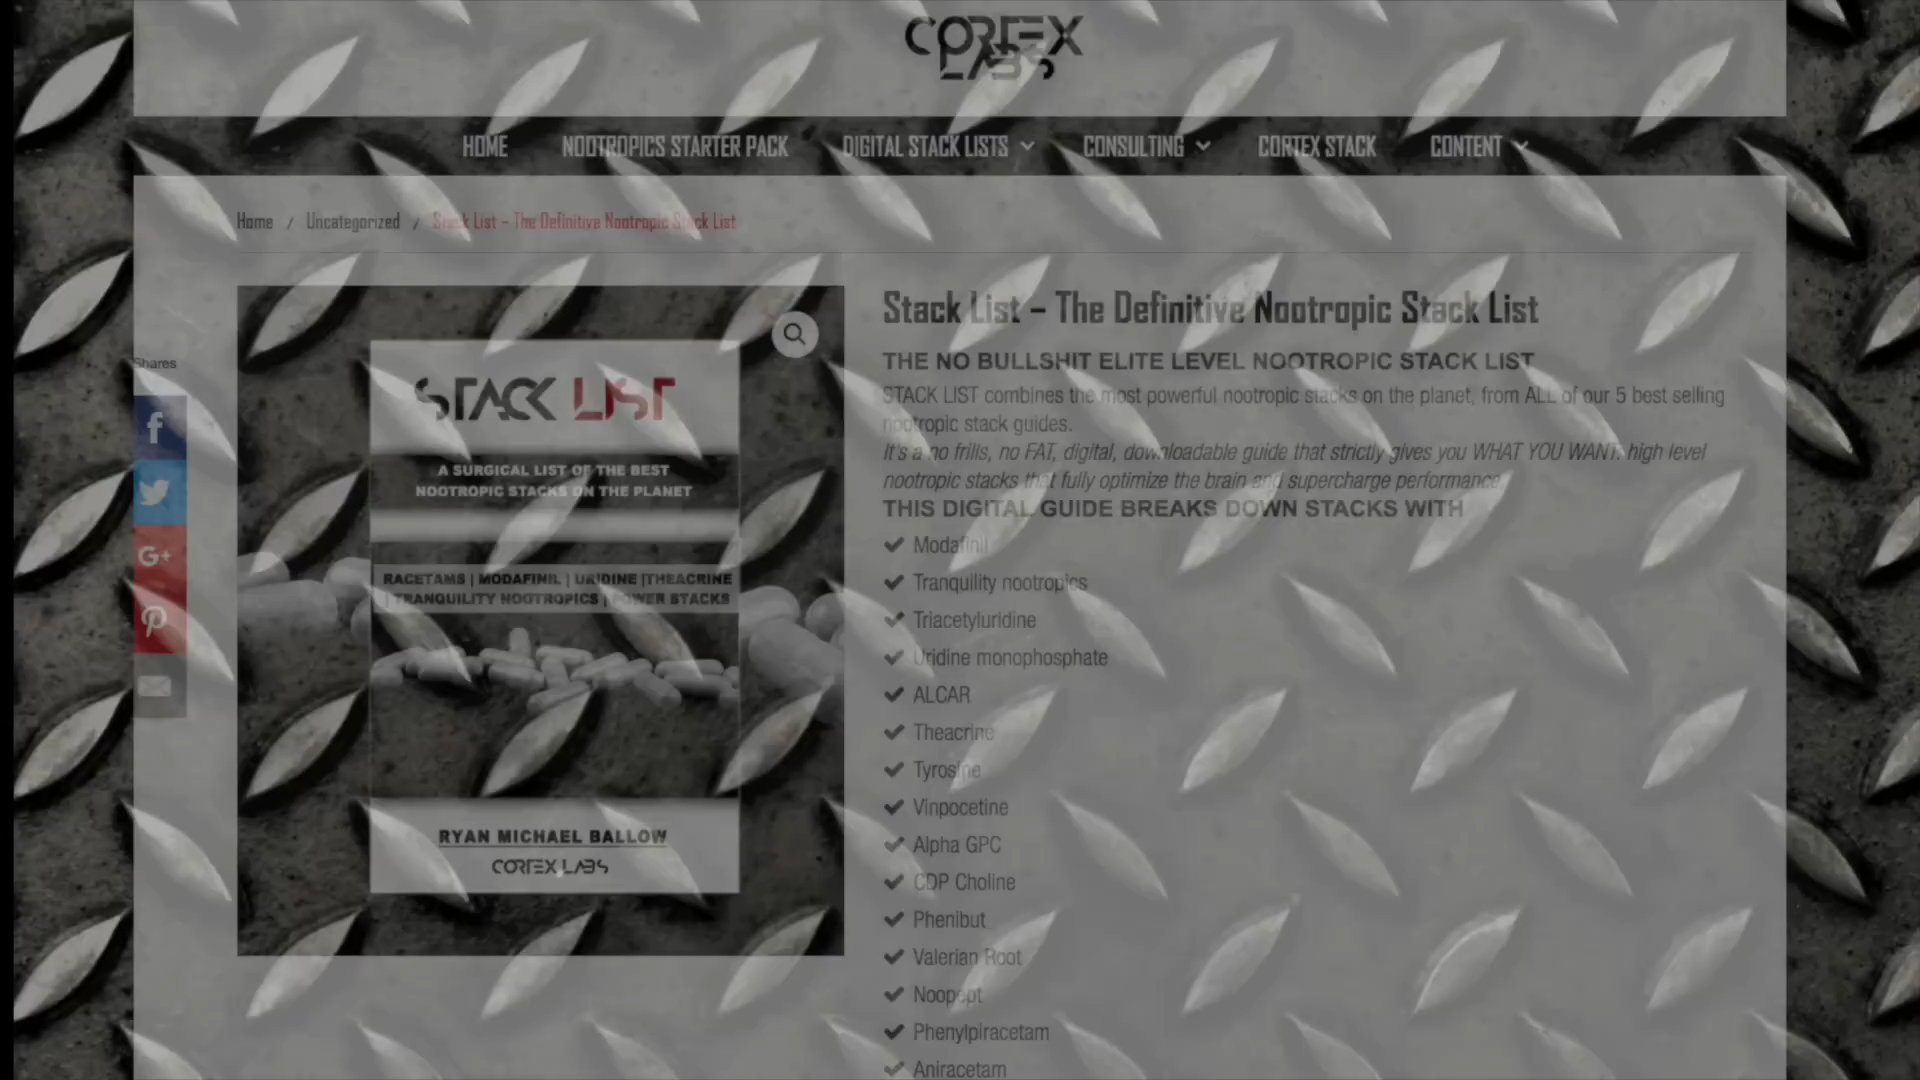 CORTEX
LABS
HOME NOOTROPICS STARTER PACK DIGITAL STACK LISTS CONSULTING CORTEX STACK CONTENT
Home / Uncategorized / Stack List – The Definitive Nootropic Stack List
Shares
STACK LIST
A SURGICAL LIST OF THE BEST
NOOTROPIC STACKS ON THE PLANET
RACETAMS | MODAFINIL | URIDINE |THEACRINE
| TRANQUILITY NOOTROPICS | POWER STACKS
RYAN MICHAEL BALLOW
CORTEX LABS
Stack List – The Definitive Nootropic Stack List
THE NO BULLSHIT ELITE LEVEL NOOTROPIC STACK LIST
STACK LIST combines the most powerful nootropic stacks on the planet, from ALL of our 5 best selling
nootropic stack guides.
It's a no frills, no FAT, digital, downloadable guide that strictly gives you WHAT YOU WANT: high level
nootropic stacks that fully optimize the brain and supercharge performance.
THIS DIGITAL GUIDE BREAKS DOWN STACKS WITH
Modafinil
Tranquility nootropics
Triacetyluridine
Uridine monophosphate
ALCAR
Theacrine
Tyrosine
Vinpocetine
Alpha GPC
CDP Choline
Phenibut
Valerian Root
Noopept
Phenylpiracetam
Aniracetam